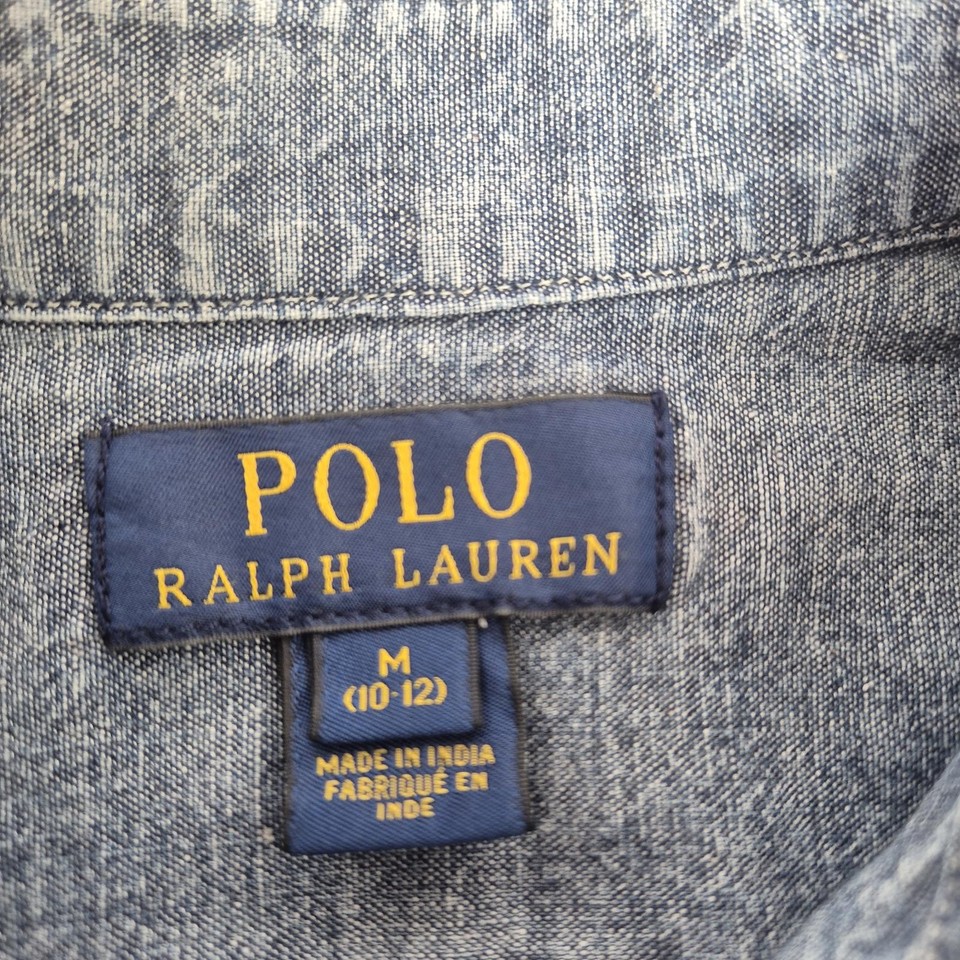 POLO
RALPH LAUREN
M
(10-12)
MADE IN INDIA
FABRIQUÉ EN
INDE